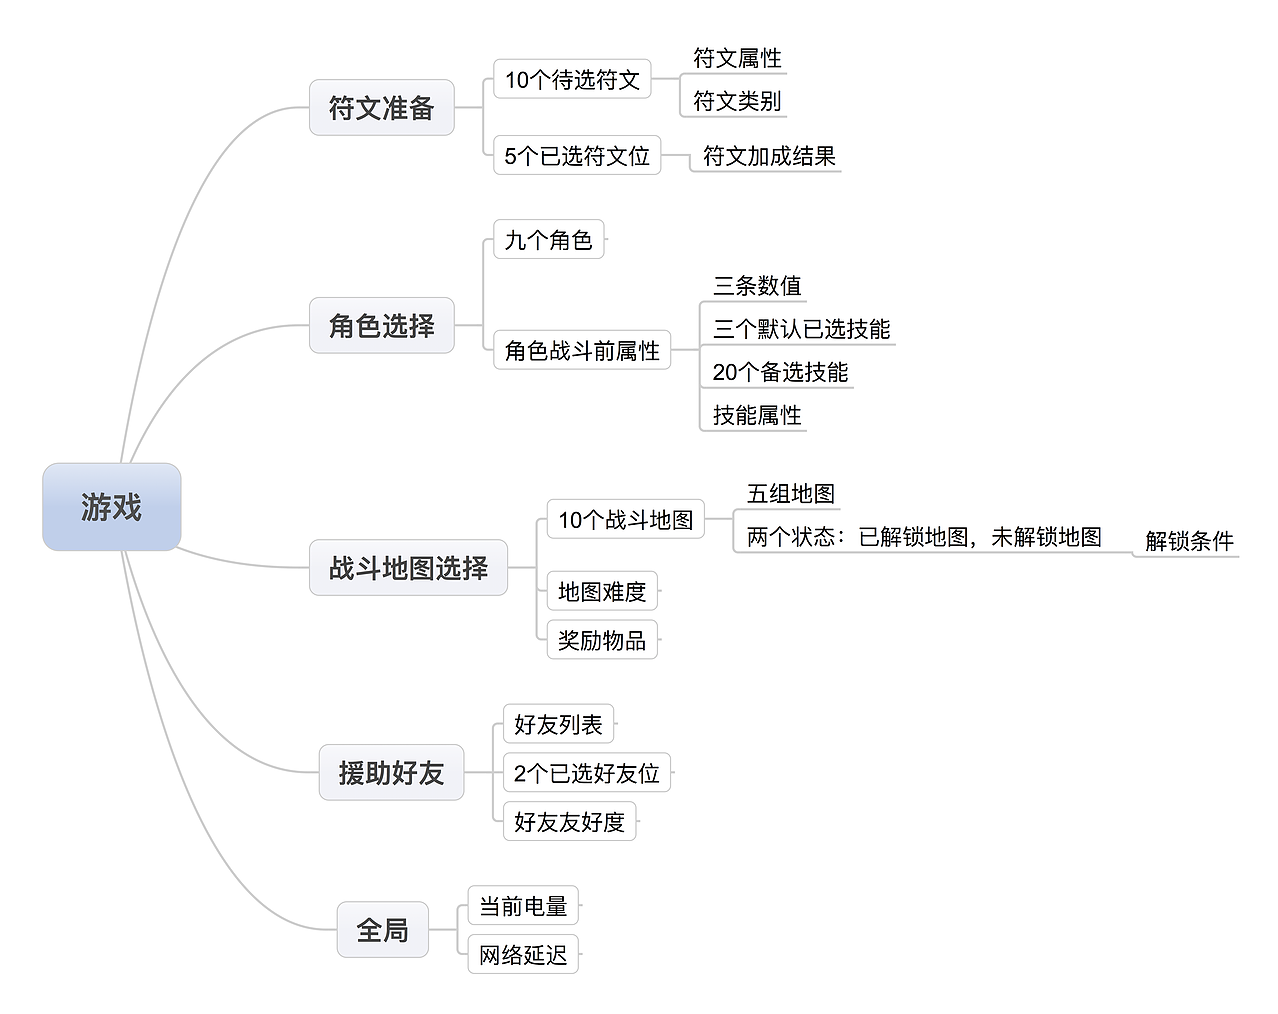 游戏
符文准备
10个待选符文
符文属性
符文类别
5个已选符文位
符文加成结果
角色选择
九个角色
角色战斗前属性
三条数值
三个默认已选技能
20个备选技能
技能属性
战斗地图选择
10个战斗地图
五组地图
两个状态：已解锁地图，未解锁地图
解锁条件
地图难度
奖励物品
援助好友
好友列表
2个已选好友位
好友友好度
全局
当前电量
网络延迟